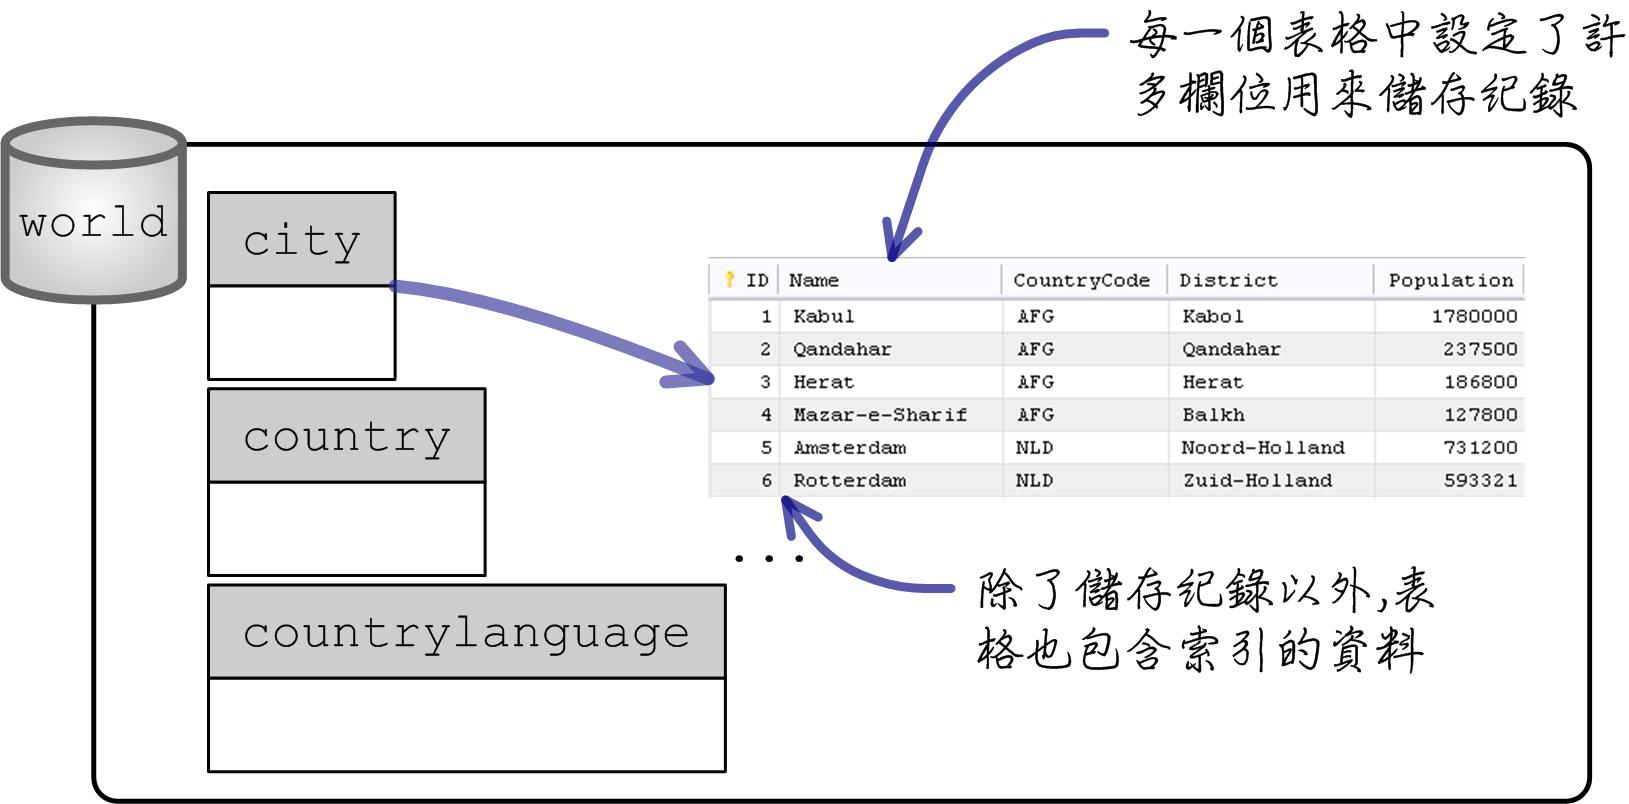 每一個表格中設定了許
多欄位用來儲存紀錄
world
city
country
countrylanguage
ID Name CountryCode District Population
1 Kabul AFG Kabol 1780000
2 Qandahar AFG Qandahar 237500
3 Herat AFG Herat 186800
4 Mazar-e-Sharif AFG Balkh 127800
5 Amsterdam NLD Noord-Holland 731200
6 Rotterdam NLD Zuid-Holland 593321
...
除了儲存紀錄以外,表
格也包含索引的資料